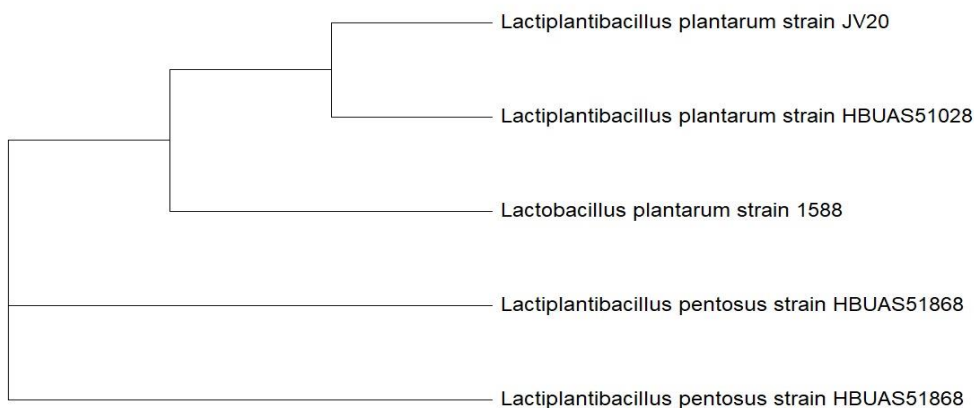 Lactiplantibacillus plantarum strain JV20
Lactiplantibacillus plantarum strain HBUAS51028
Lactobacillus plantarum strain 1588
Lactiplantibacillus pentosus strain HBUAS51868
Lactiplantibacillus pentosus strain HBUAS51868